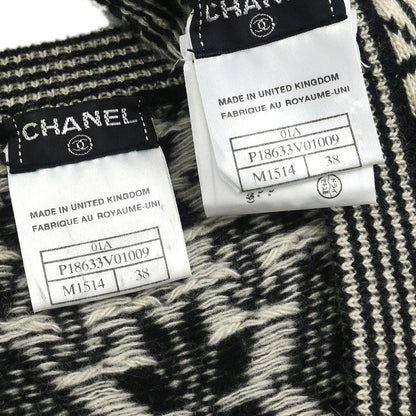 CHANEL
MADE IN UNITED KINGDOM
FABRIQUE AU ROYAUME-UNI
01A
P18633V01009
M1514 38
MADE IN UNITED KINGDOM
FABRIQUE AU ROYAUME-UNI
01A
P18633V01009
M1514 38